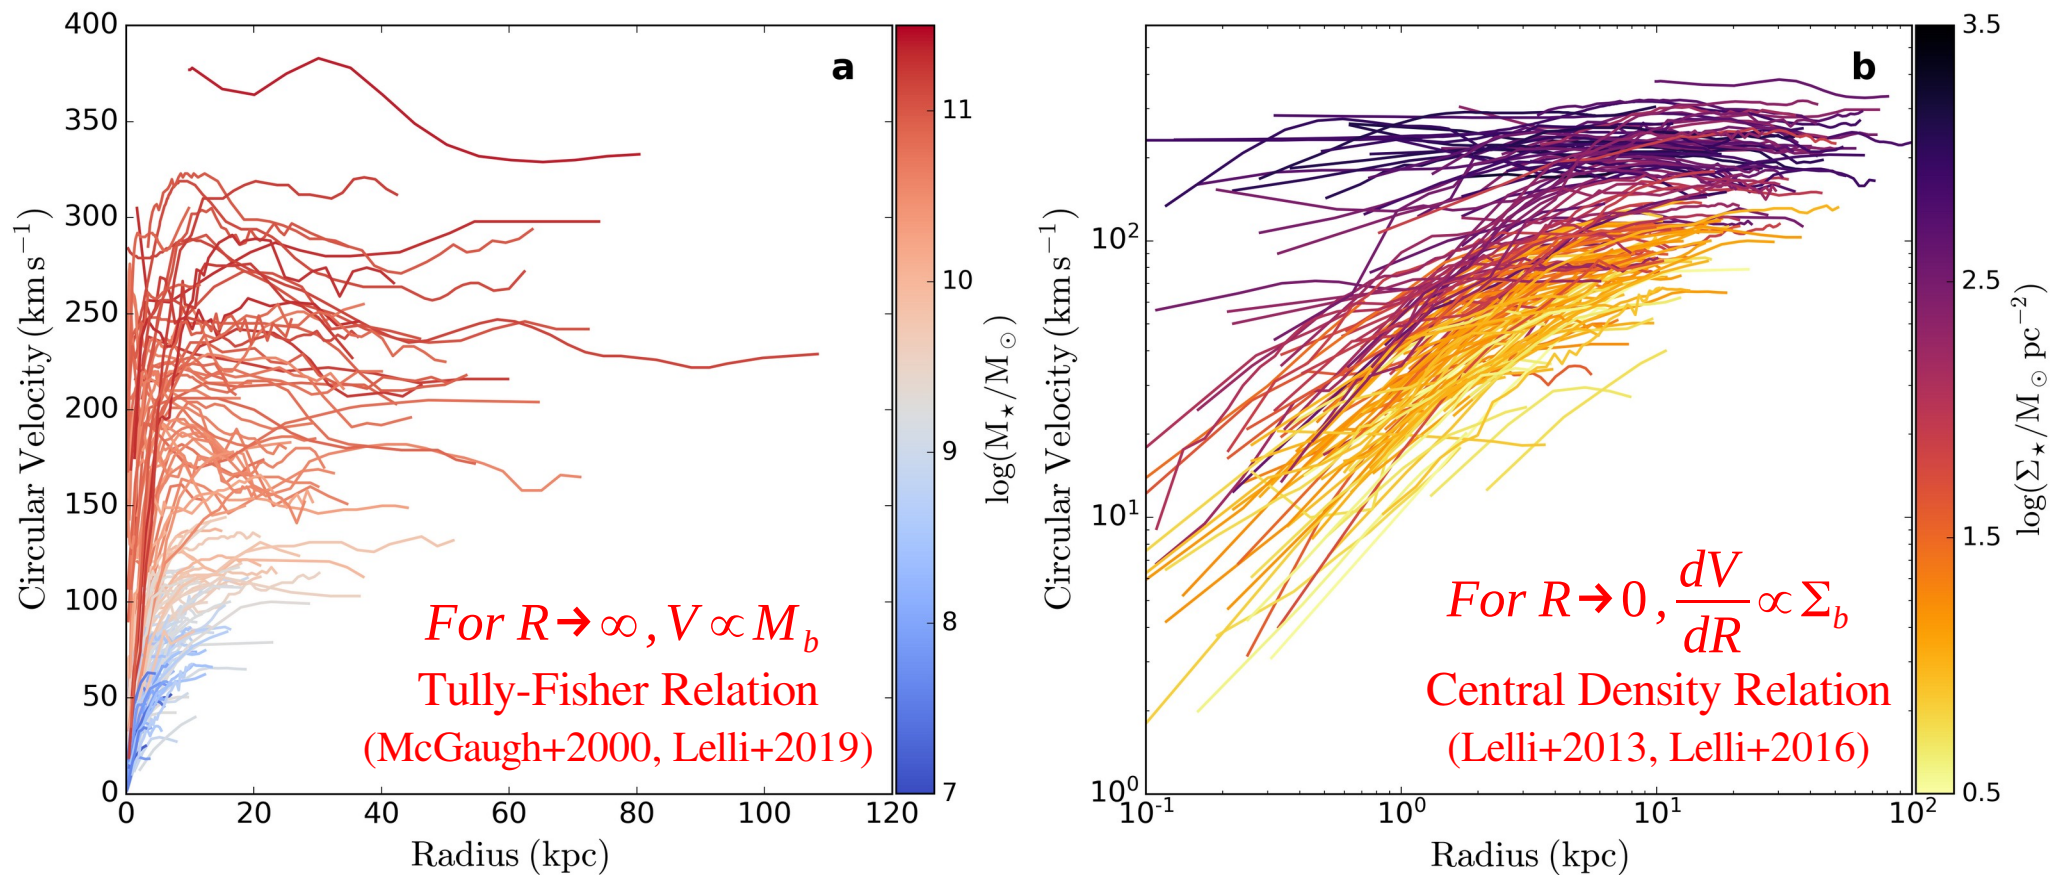 a
400
350
300
250
200
150
100
50
0
0 20 40 60 80 100 120
Circular Velocity (km s⁻¹)
Radius (kpc)
For R → ∞, V ∝ M_b
Tully-Fisher Relation
(McGaugh+2000, Lelli+2019)
11
10
9
8
7
log(M⋆/M⊙)
b
10²
10¹
10⁰
10⁻¹ 10⁰ 10¹ 10²
Circular Velocity (km s⁻¹)
Radius (kpc)
For R → 0, dV/dR ∝ Σ_b
Central Density Relation
(Lelli+2013, Lelli+2016)
3.5
2.5
1.5
0.5
log(Σ⋆/M⊙ pc⁻²)